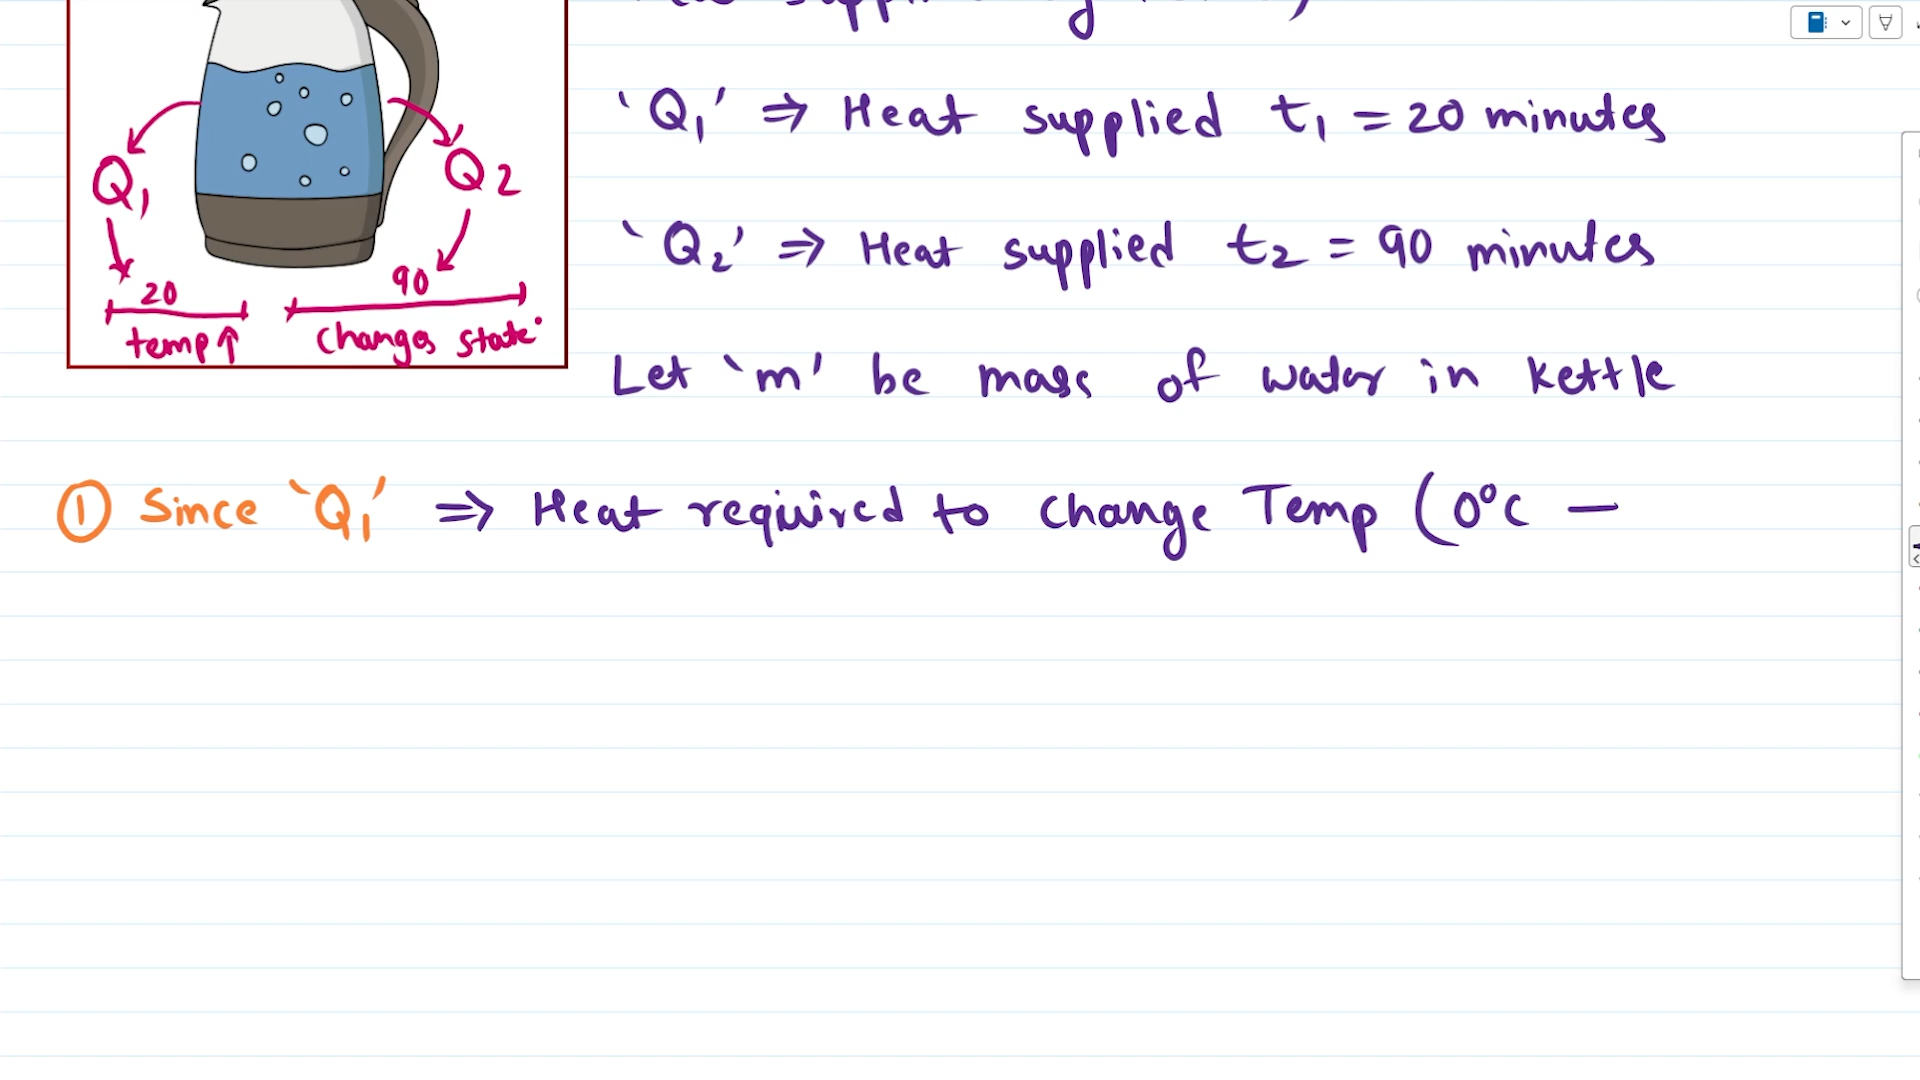 ‘Q1’ ⇒ Heat supplied t1 = 20 minutes
‘Q2’ ⇒ Heat supplied t2 = 90 minutes
Let ‘m’ be mass of water in kettle
Q1
Q2
20
90
temp↑
Changes state
① Since ‘Q1’ ⇒ Heat required to change Temp (0°C —